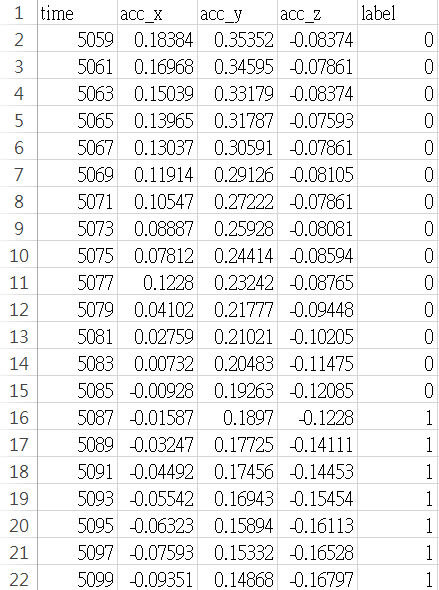 1 time acc_x acc_y acc_z label
2 5059 0.18384 0.35352 -0.08374 0
3 5061 0.16968 0.34595 -0.07861 0
4 5063 0.15039 0.33179 -0.08374 0
5 5065 0.13965 0.31787 -0.07593 0
6 5067 0.13037 0.30591 -0.07861 0
7 5069 0.11914 0.29126 -0.08105 0
8 5071 0.10547 0.27222 -0.07861 0
9 5073 0.08887 0.25928 -0.08081 0
10 5075 0.07812 0.24414 -0.08594 0
11 5077 0.1228 0.23242 -0.08765 0
12 5079 0.04102 0.21777 -0.09448 0
13 5081 0.02759 0.21021 -0.10205 0
14 5083 0.00732 0.20483 -0.11475 0
15 5085 -0.00928 0.19263 -0.12085 0
16 5087 -0.01587 0.1897 -0.1228 1
17 5089 -0.03247 0.17725 -0.14111 1
18 5091 -0.04492 0.17456 -0.14453 1
19 5093 -0.05542 0.16943 -0.15454 1
20 5095 -0.06323 0.15894 -0.16113 1
21 5097 -0.07593 0.15332 -0.16528 1
22 5099 -0.09351 0.14868 -0.16797 1